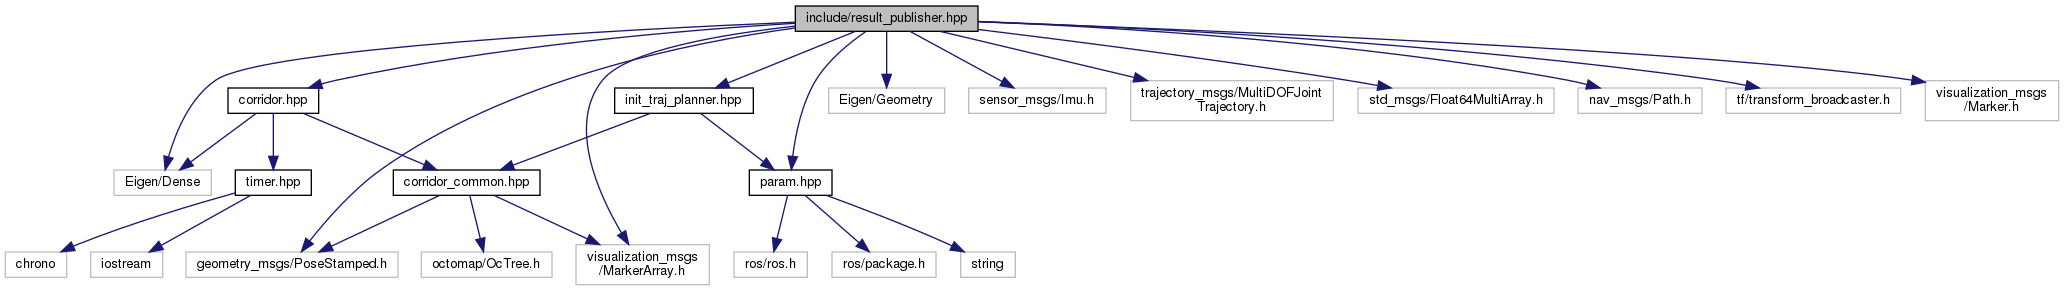 include/result_publisher.hpp
corridor.hpp
init_traj_planner.hpp
Eigen/Geometry
sensor_msgs/Imu.h
trajectory_msgs/MultiDOFJoint
Trajectory.h
std_msgs/Float64MultiArray.h
nav_msgs/Path.h
tf/transform_broadcaster.h
visualization_msgs
/Marker.h
Eigen/Dense
timer.hpp
corridor_common.hpp
param.hpp
chrono
iostream
geometry_msgs/PoseStamped.h
octomap/OcTree.h
visualization_msgs
/MarkerArray.h
ros/ros.h
ros/package.h
string